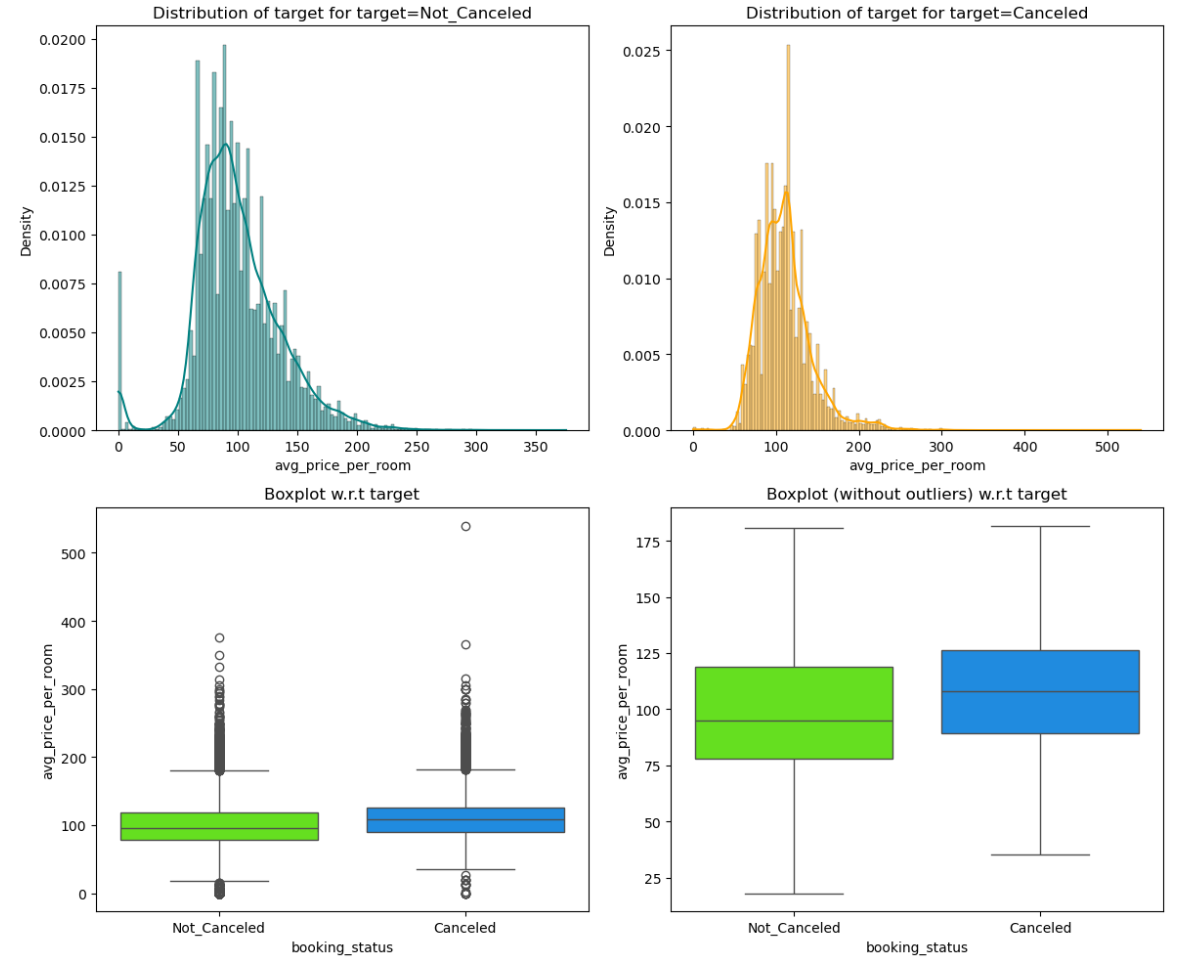 Distribution of target for target=Not_Canceled
0.0200
0.0175
0.0150
0.0125
0.0100
0.0075
0.0050
0.0025
0.0000
Density
0 50 100 150 200 250 300 350
avg_price_per_room
Distribution of target for target=Canceled
0.025
0.020
0.015
0.010
0.005
0.000
Density
0 100 200 300 400 500
avg_price_per_room
Boxplot w.r.t target
500
400
300
200
100
0
avg_price_per_room
Not_Canceled Canceled
booking_status
Boxplot (without outliers) w.r.t target
175
150
125
100
75
50
25
avg_price_per_room
Not_Canceled Canceled
booking_status